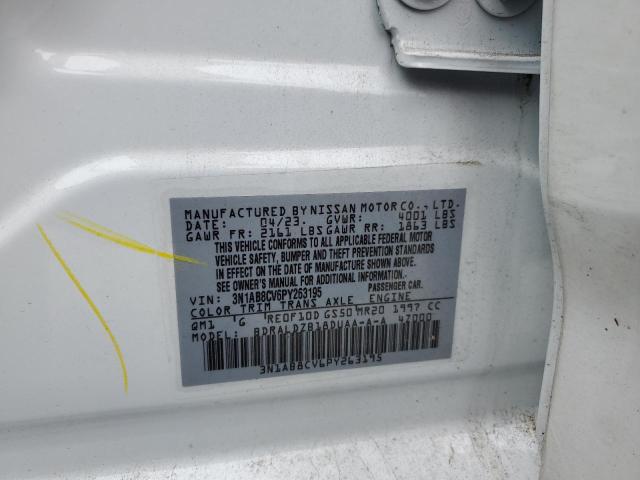 MANUFACTURED BY NISSAN MOTOR CO., LTD.
DATE: 04/23. GVWR: 4001 LBS
GAWR FR: 2161 LBS GAWR RR: 1863 LBS
THIS VEHICLE CONFORMS TO ALL APPLICABLE FEDERAL MOTOR
VEHICLE SAFETY, BUMPER AND THEFT PREVENTION STANDARDS
IN EFFECT ON THE DATE OF MANUFACTURE SHOWN ABOVE.
SEE OWNER'S MANUAL FOR ADDITIONAL INFORMATION.
VIN: 3N1AB8CV6PY263195 PASSENGER CAR.
COLOR TRIM TRANS AXLE ENGINE
QM1 G RE0F10D GS50 MR20 1997 CC
MODEL: BDRALDZB18DUAA-A-A 47000
3N1AB8CV6PY263195